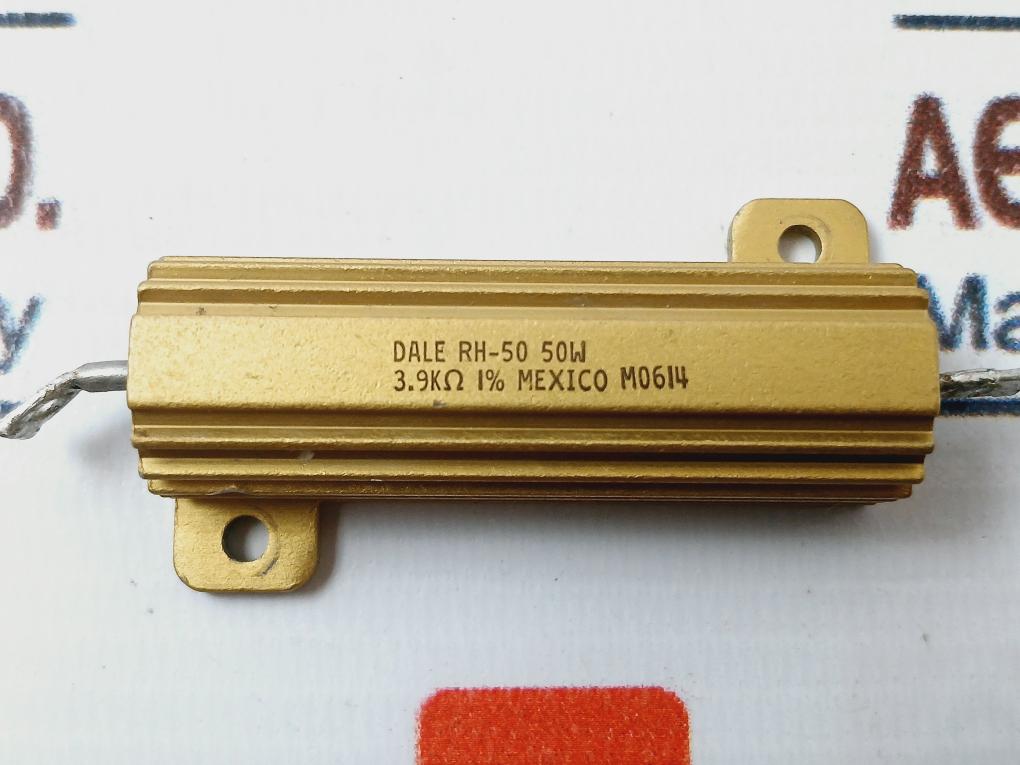 DALE RH-50 50W
3.9KΩ 1% MEXICO M0614